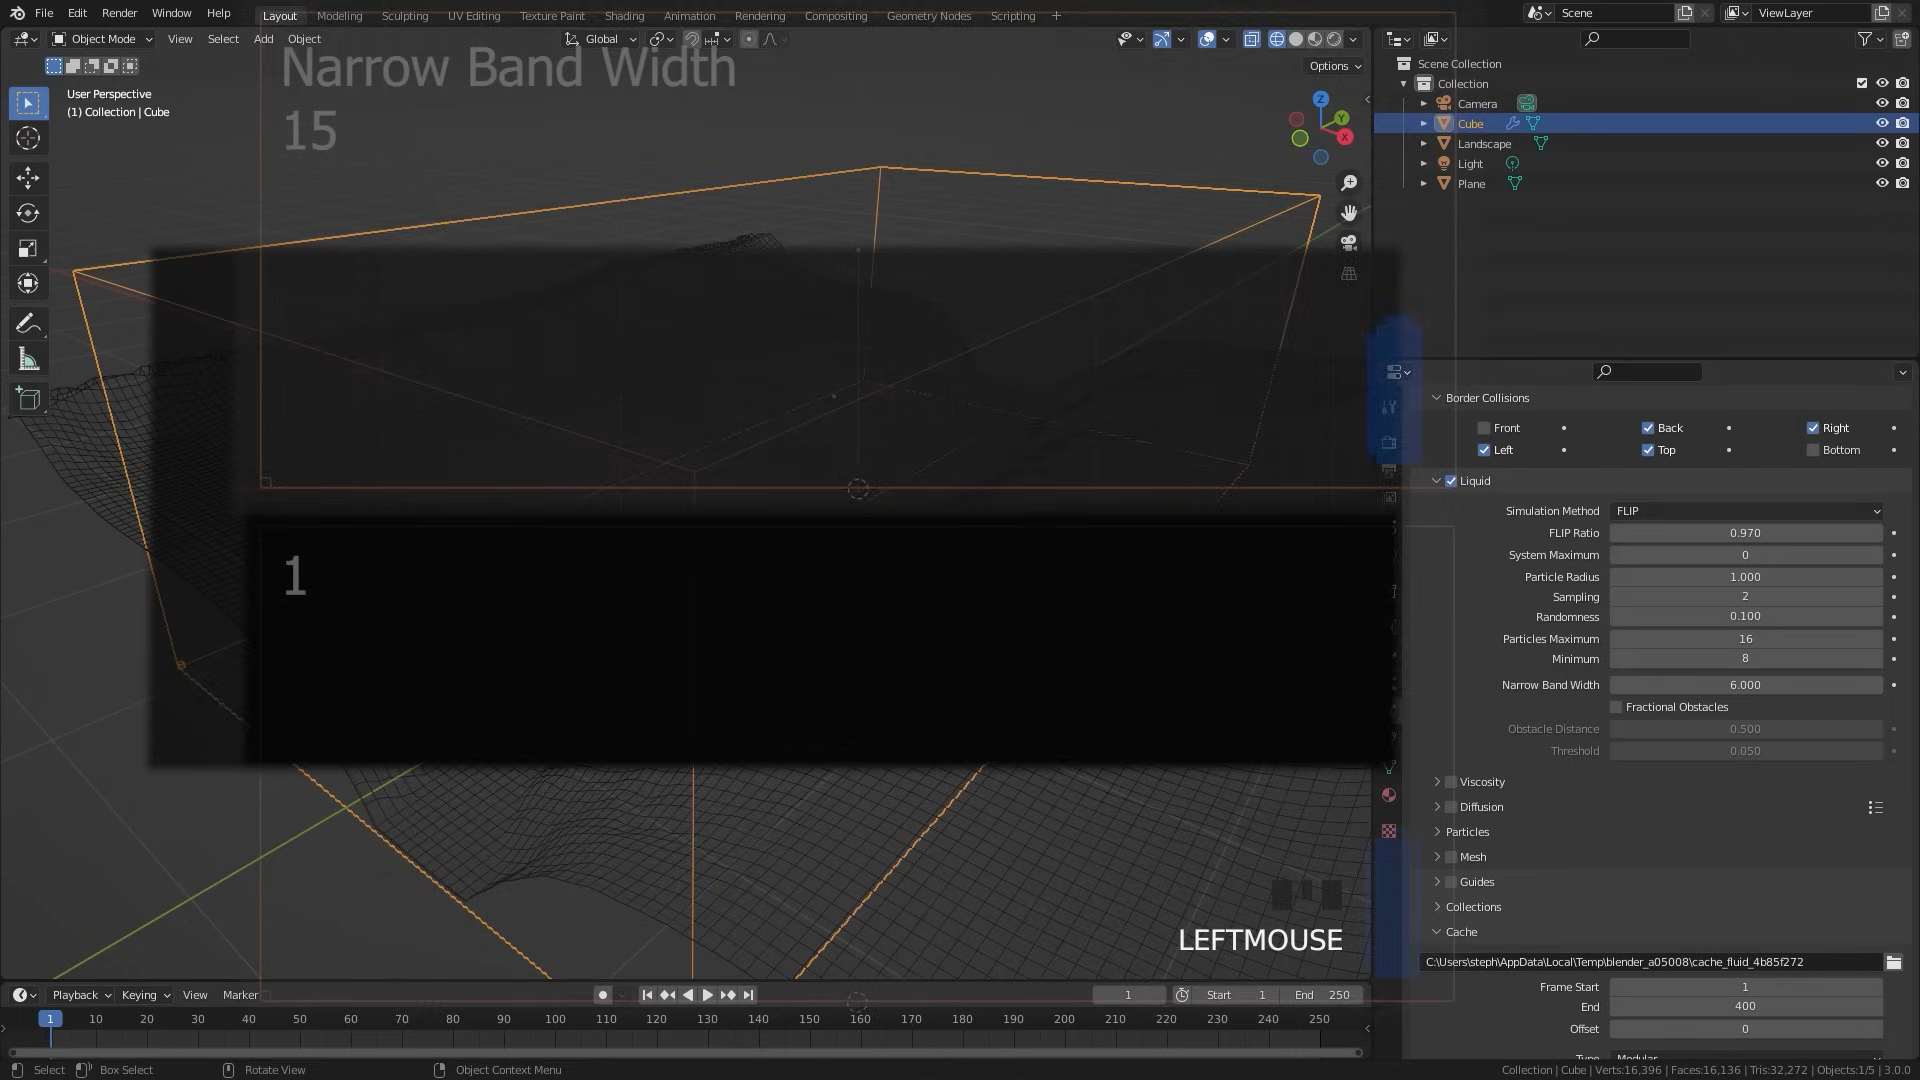 File Edit Render Window Help Layout Modeling Sculpting UV Editing Texture Paint Shading Animation Rendering Compositing Geometry Nodes Scripting + Scene ViewLayer
Object Mode View Select Add Object Global
Options
User Perspective
(1) Collection | Cube
Narrow Band Width
15
Z
Y
X
1
LEFTMOUSE
Scene Collection
Collection
Camera
Cube
Landscape
Light
Plane
Border Collisions
Front Back Right
Left Top Bottom
Liquid
Simulation Method FLIP
FLIP Ratio 0.970
System Maximum 0
Particle Radius 1.000
Sampling 2
Randomness 0.100
Particles Maximum 16
Minimum 8
Narrow Band Width 6.000
Fractional Obstacles
Obstacle Distance 0.500
Threshold 0.050
Viscosity
Diffusion
Particles
Mesh
Guides
Collections
Cache
C:\Users\steph\AppData\Local\Temp\blender_a05008\cache_fluid_4b85f272
Frame Start 1
End 400
Offset 0
Type Modular
Playback Keying View Marker 1 Start 1 End 250
1 10 20 30 40 50 60 70 80 90 100 110 120 130 140 150 160 170 180 190 200 210 220 230 240 250
Select Box Select Rotate View Object Context Menu Collection | Cube | Verts:16,396 | Faces:16,136 | Tris:32,272 | Objects:1/5 | 3.0.0